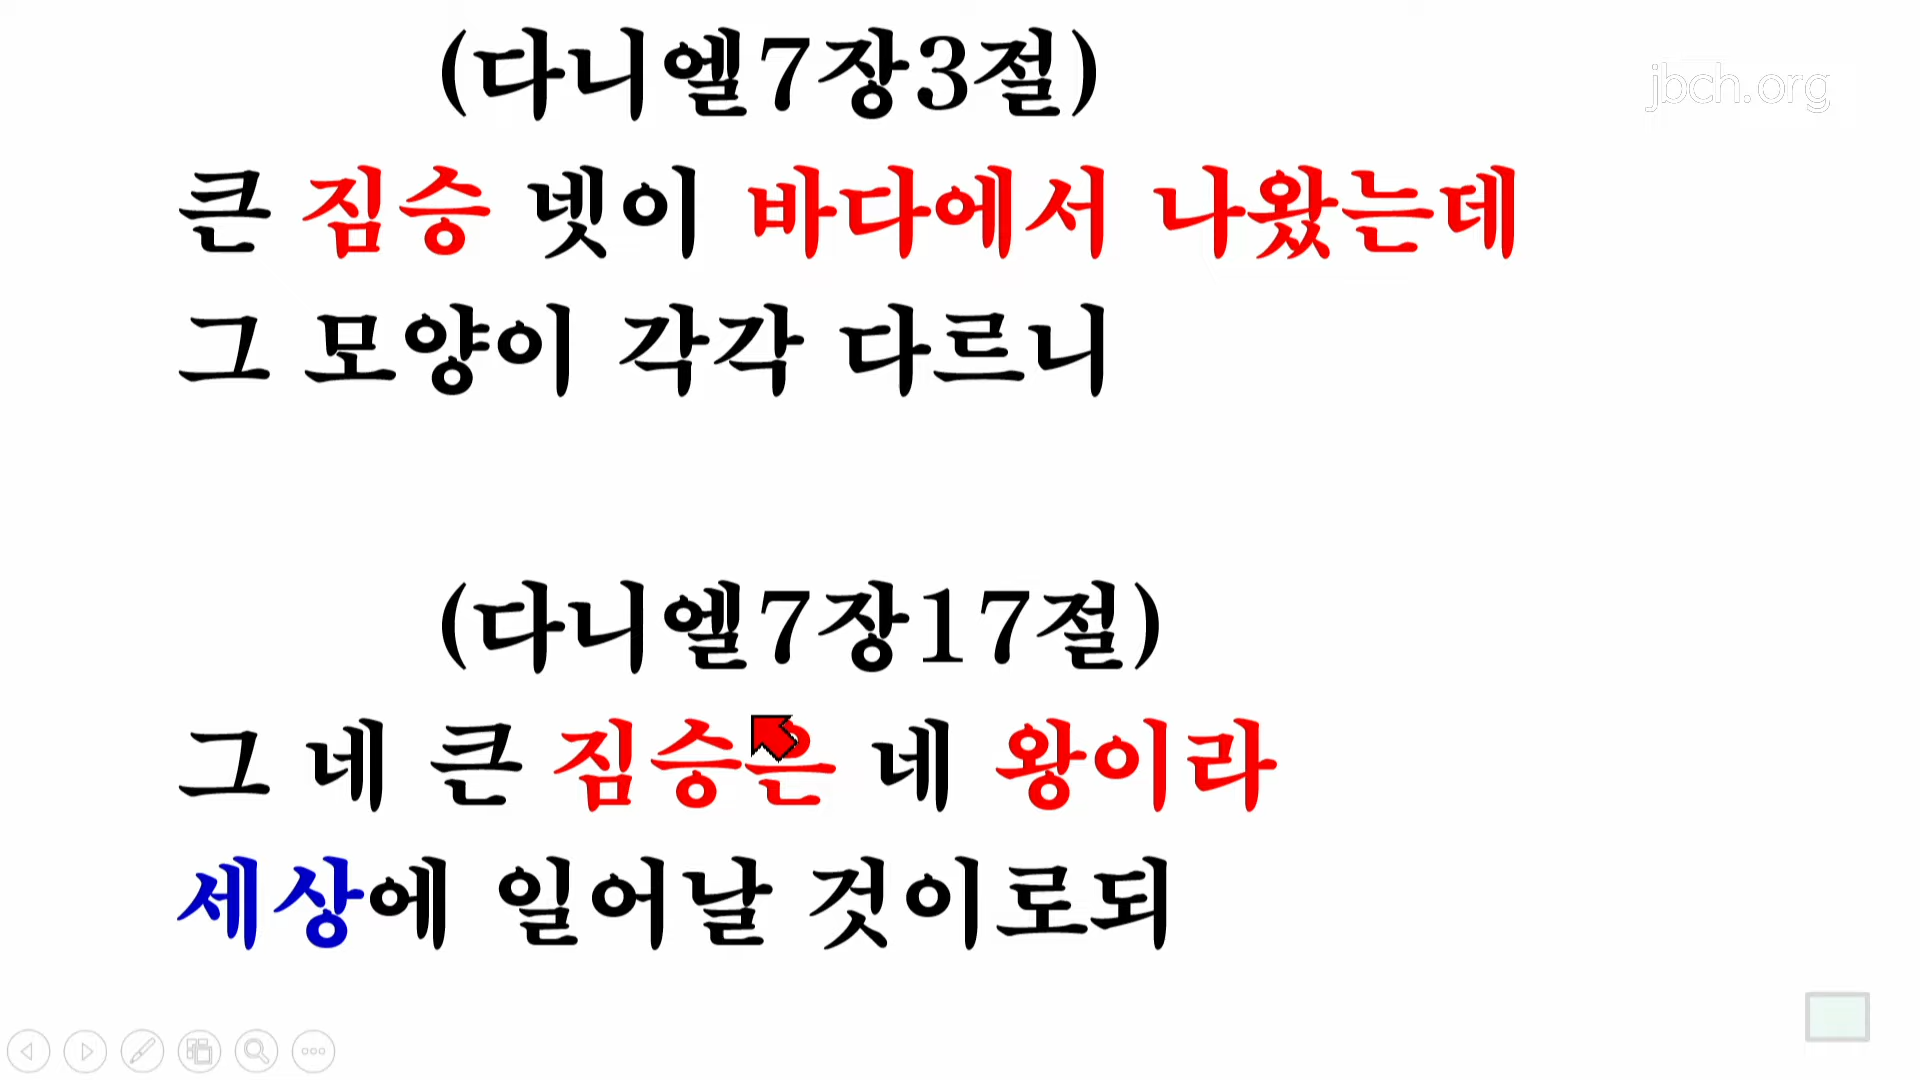 (다니엘7장3절)
jbch.org
큰 짐승 넷이 바다에서 나왔는데
그 모양이 각각 다르니
(다니엘7장17절)
그 네 큰 짐승은 네 왕이라
세상에 일어날 것이로되